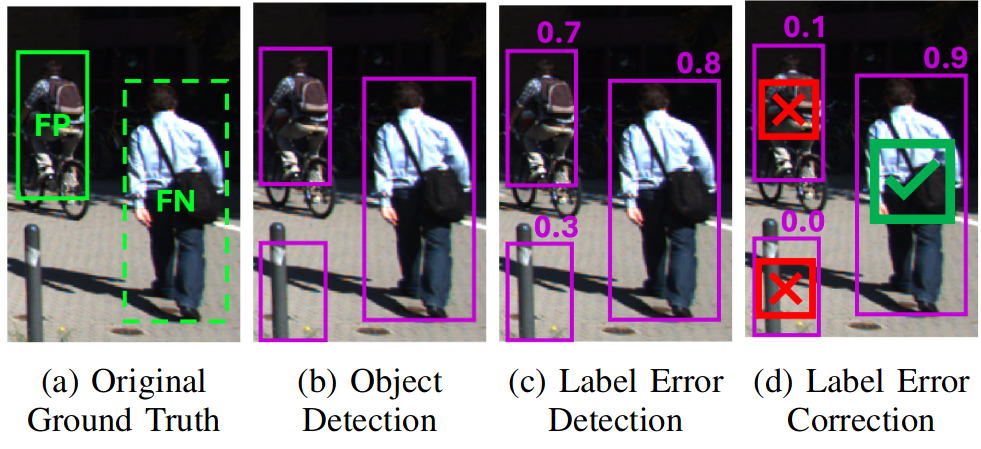 FP
FN
0.7
0.8
0.3
0.1
0.9
0.0
(a) Original
Ground Truth
(b) Object
Detection
(c) Label Error
Detection
(d) Label Error
Correction